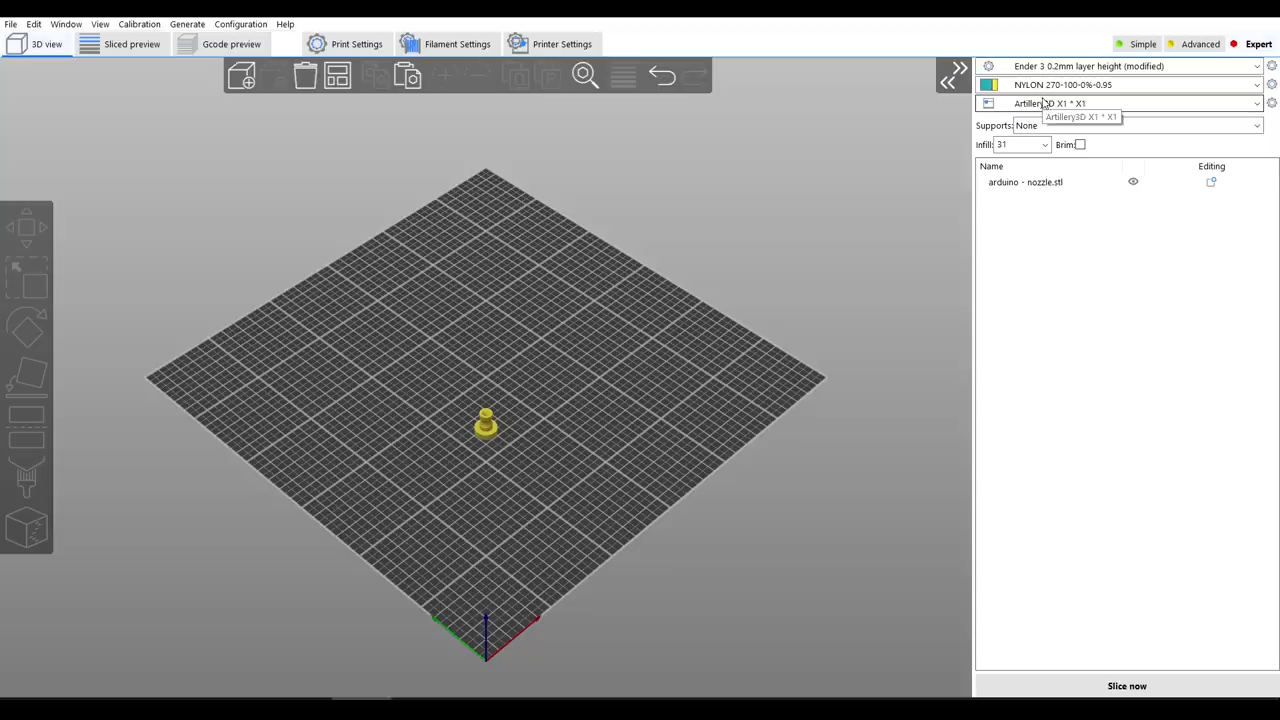 File Edit Window View Calibration Generate Configuration Help
3D view Sliced preview Gcode preview Print Settings Filament Settings Printer Settings Simple Advanced Expert
Ender 3 0.2mm layer height (modified)
NYLON 270-100-0%-0.95
Artillery3D X1 * X1
Artillery3D X1 * X1
Supports: None
Infill: 31 Brim:
Name Editing
arduino - nozzle.stl
Slice now